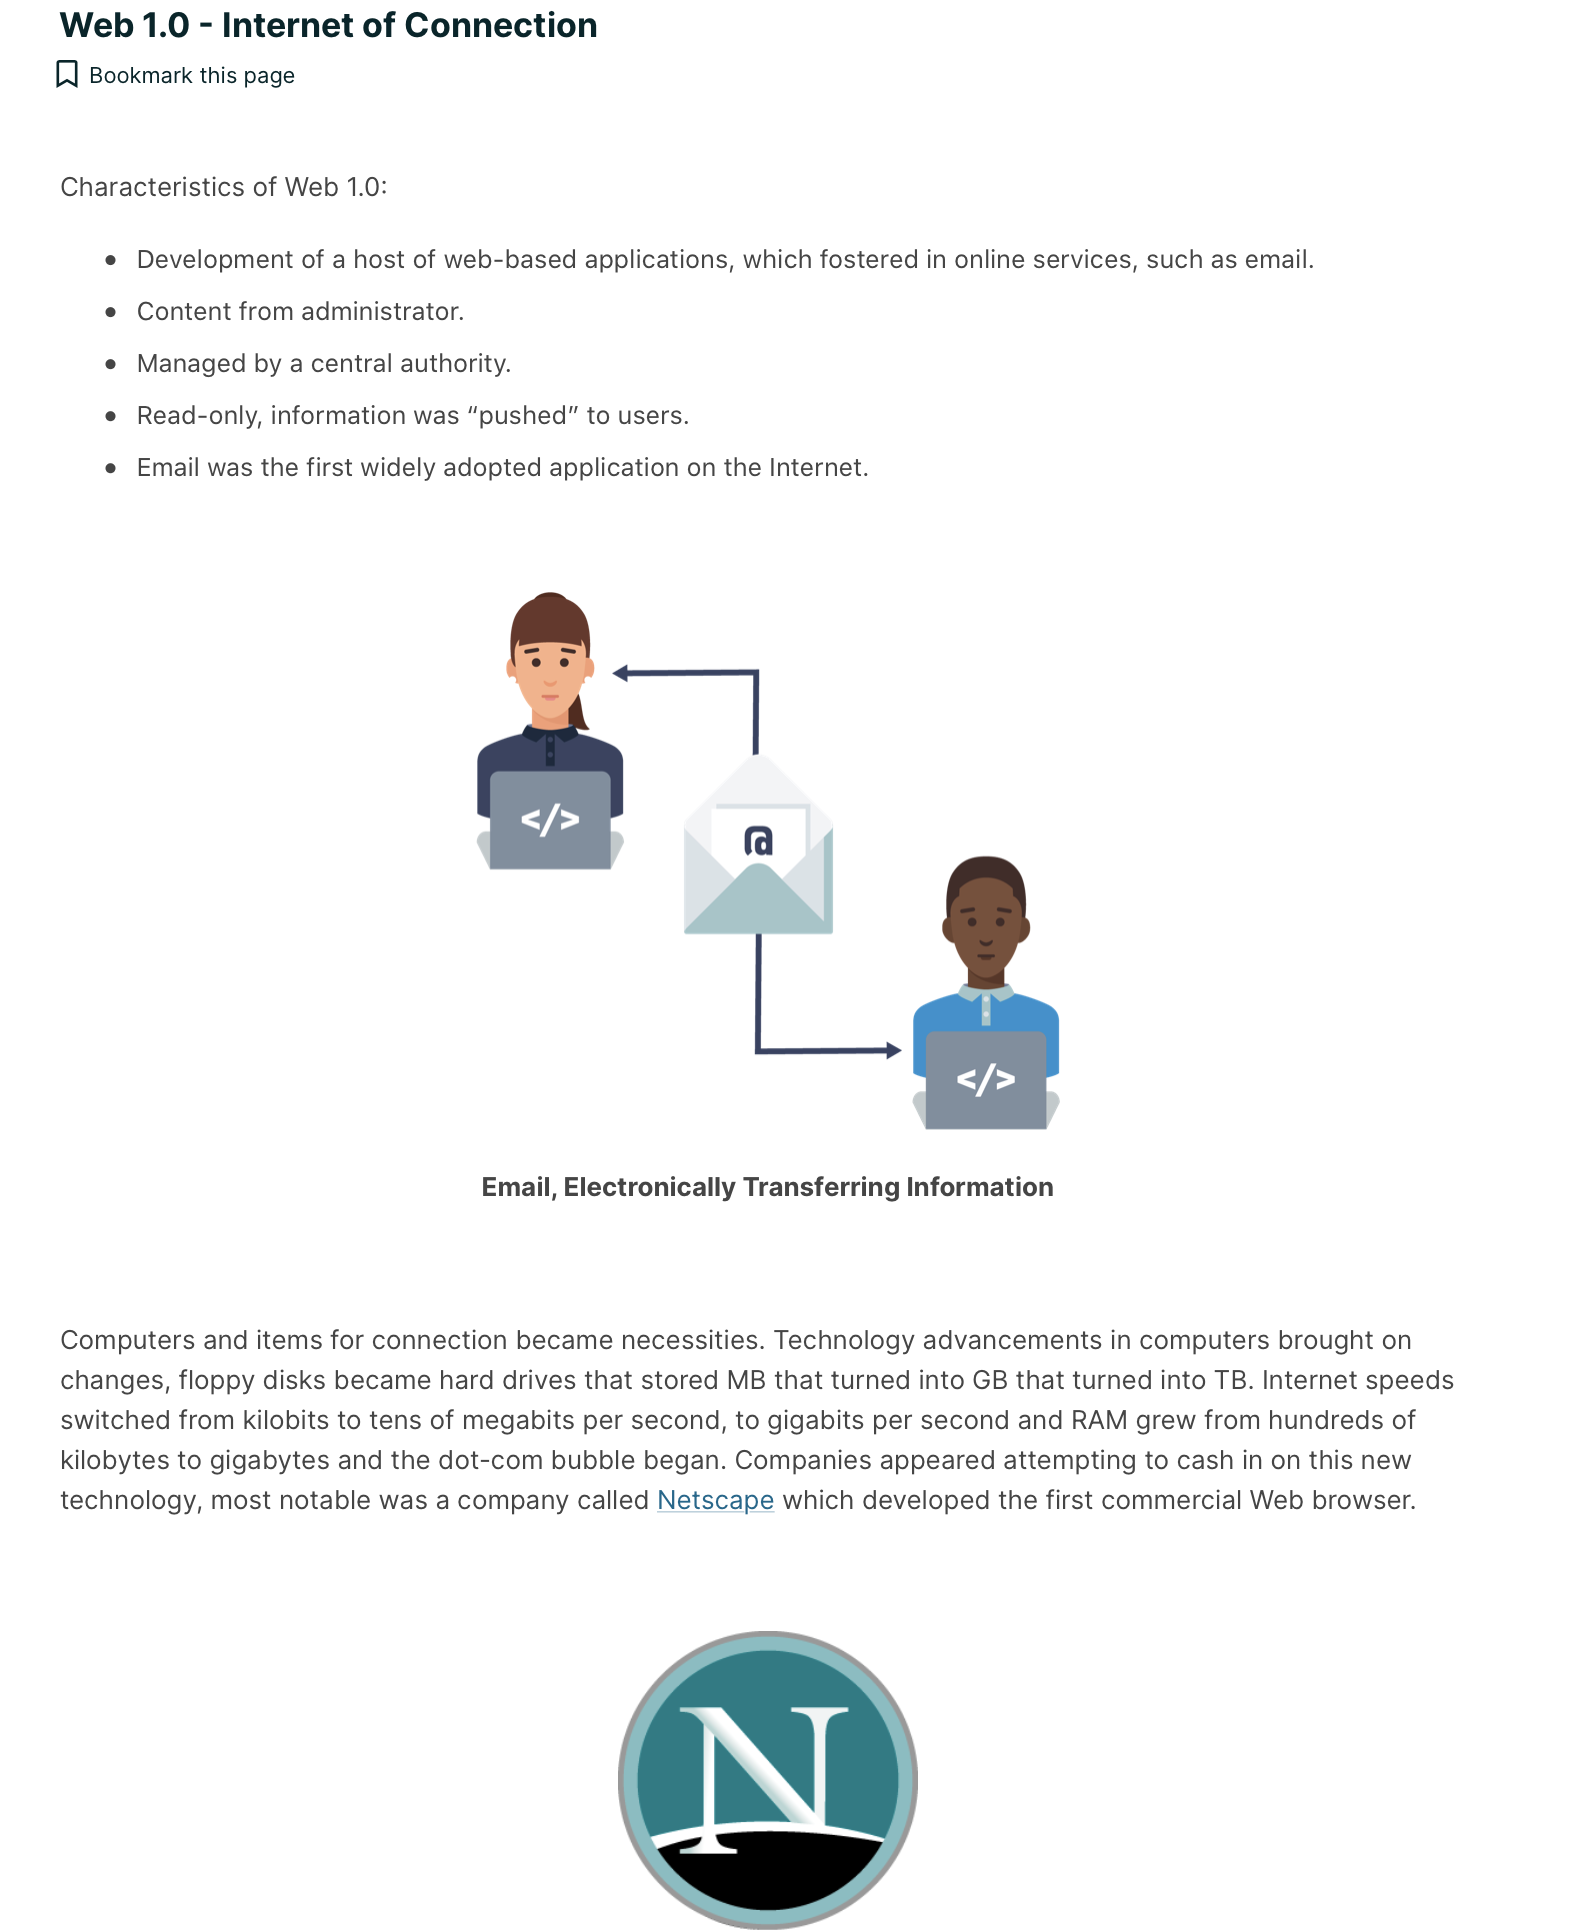 Web 1.0 - Internet of Connection
Bookmark this page
Characteristics of Web 1.0:
Development of a host of web-based applications, which fostered in online services, such as email.
Content from administrator.
Managed by a central authority.
Read-only, information was “pushed” to users.
Email was the first widely adopted application on the Internet.
</>
@
</>
Email, Electronically Transferring Information
Computers and items for connection became necessities. Technology advancements in computers brought on
changes, floppy disks became hard drives that stored MB that turned into GB that turned into TB. Internet speeds
switched from kilobits to tens of megabits per second, to gigabits per second and RAM grew from hundreds of
kilobytes to gigabytes and the dot-com bubble began. Companies appeared attempting to cash in on this new
technology, most notable was a company called Netscape which developed the first commercial Web browser.
N